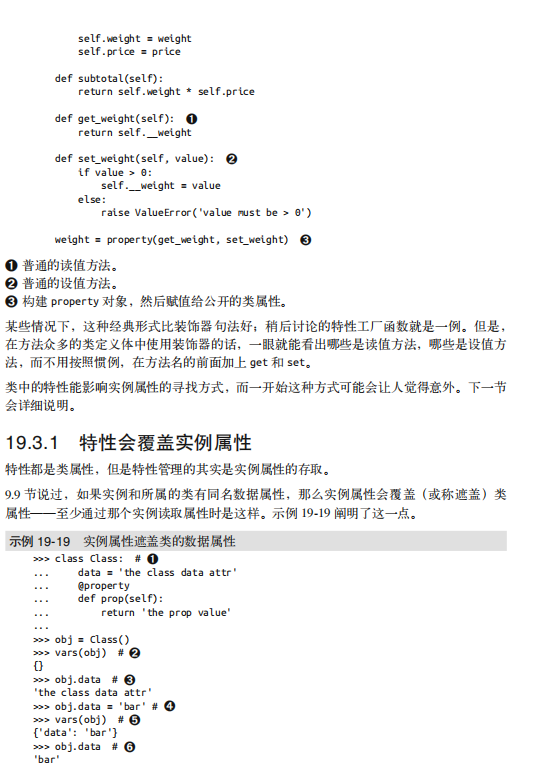 self.weight = weight
self.price = price
def subtotal(self):
return self.weight * self.price
def get_weight(self): ❶
return self.__weight
def set_weight(self, value): ❷
if value > 0:
self.__weight = value
else:
raise ValueError('value must be > 0')
weight = property(get_weight, set_weight) ❸
❶ 普通的读值方法。
❷ 普通的设值方法。
❸ 构建 property 对象，然后赋值给公开的类属性。
某些情况下，这种经典形式比装饰器句法好；稍后讨论的特性工厂函数就是一例。但是，
在方法众多的类定义体中使用装饰器的话，一眼就能看出哪些是读值方法，哪些是设值方
法，而不用按照惯例，在方法名的前面加上 get 和 set。
类中的特性能影响实例属性的寻找方式，而一开始这种方式可能会让人觉得意外。下一节
会详细说明。
19.3.1 特性会覆盖实例属性
特性都是类属性，但是特性管理的其实是实例属性的存取。
9.9 节说过，如果实例和所属的类有同名数据属性，那么实例属性会覆盖（或称遮盖）类
属性——至少通过那个实例读取属性时是这样。示例 19-19 阐明了这一点。
示例 19-19 实例属性遮盖类的数据属性
>>> class Class: # ❶
... data = 'the class data attr'
... @property
... def prop(self):
... return 'the prop value'
...
>>> obj = Class()
>>> vars(obj) # ❷
{}
>>> obj.data # ❸
'the class data attr'
>>> obj.data = 'bar' # ❹
>>> vars(obj) # ❺
{'data': 'bar'}
>>> obj.data # ❻
'bar'